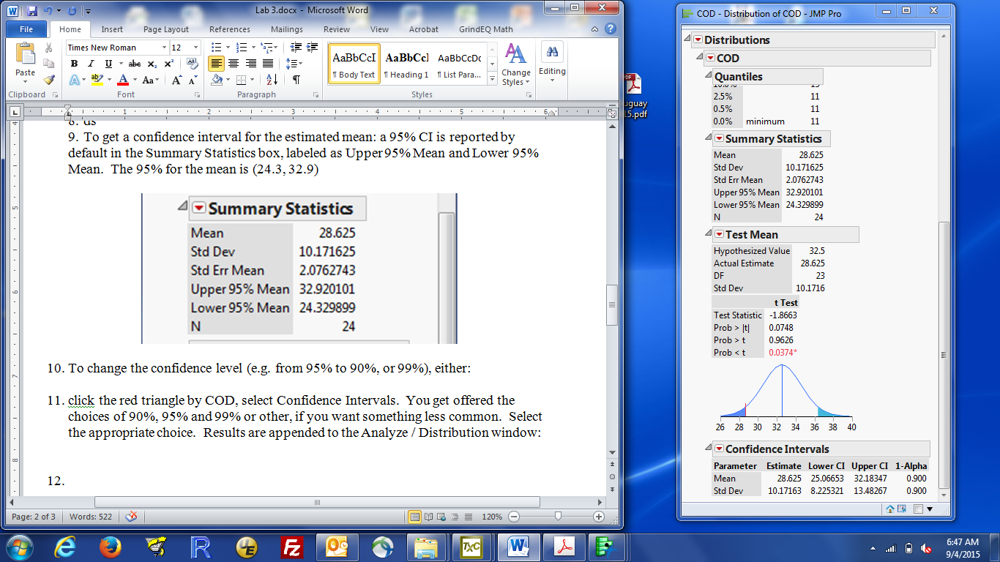 Lab 3.docx - Microsoft Word
File Home Insert Page Layout References Mailings Review View Acrobat GrindEQ Math
Times New Roman 12
Paste
B I U abc x₂ x²
A ab A Aa A A
AaBbCcI AaBbCcI AaBbCcDc
¶ Body Text ¶ Heading 1 ¶ List Para...
Change Styles
Editing
Clipboard Font Paragraph Styles
1 2 3 4 5 6
8. ds
9. To get a confidence interval for the estimated mean: a 95% CI is reported by
default in the Summary Statistics box, labeled as Upper 95% Mean and Lower 95%
Mean. The 95% for the mean is (24.3, 32.9)
Summary Statistics
Mean 28.625
Std Dev 10.171625
Std Err Mean 2.0762743
Upper 95% Mean 32.920101
Lower 95% Mean 24.329899
N 24
10. To change the confidence level (e.g. from 95% to 90%, or 99%), either:
11. click the red triangle by COD, select Confidence Intervals. You get offered the
choices of 90%, 95% and 99% or other, if you want something less common. Select
the appropriate choice. Results are appended to the Analyze / Distribution window:
12.
Page: 2 of 3 Words: 522 120%
PDF
uguay
15.pdf
COD - Distribution of COD - JMP Pro
Distributions
COD
Quantiles
10.0% 13
2.5% 11
0.5% 11
0.0% minimum 11
Summary Statistics
Mean 28.625
Std Dev 10.171625
Std Err Mean 2.0762743
Upper 95% Mean 32.920101
Lower 95% Mean 24.329899
N 24
Test Mean
Hypothesized Value 32.5
Actual Estimate 28.625
DF 23
Std Dev 10.1716
t Test
Test Statistic -1.8663
Prob > |t| 0.0748
Prob > t 0.9626
Prob < t 0.0374*
26 28 30 32 34 36 38 40
Confidence Intervals
Parameter Estimate Lower CI Upper CI 1-Alpha
Mean 28.625 25.06653 32.18347 0.900
Std Dev 10.17163 8.225321 13.48267 0.900
6:47 AM
9/4/2015